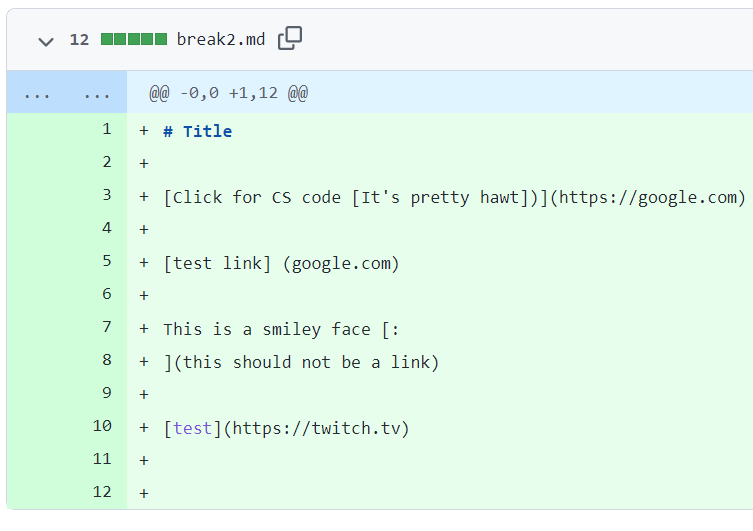 12 break2.md
... ... @@ -0,0 +1,12 @@
1 + # Title
2 +
3 + [Click for CS code [It's pretty hawt])](https://google.com)
4 +
5 + [test link] (google.com)
6 +
7 + This is a smiley face [:
8 + ](this should not be a link)
9 +
10 + [test](https://twitch.tv)
11 +
12 +